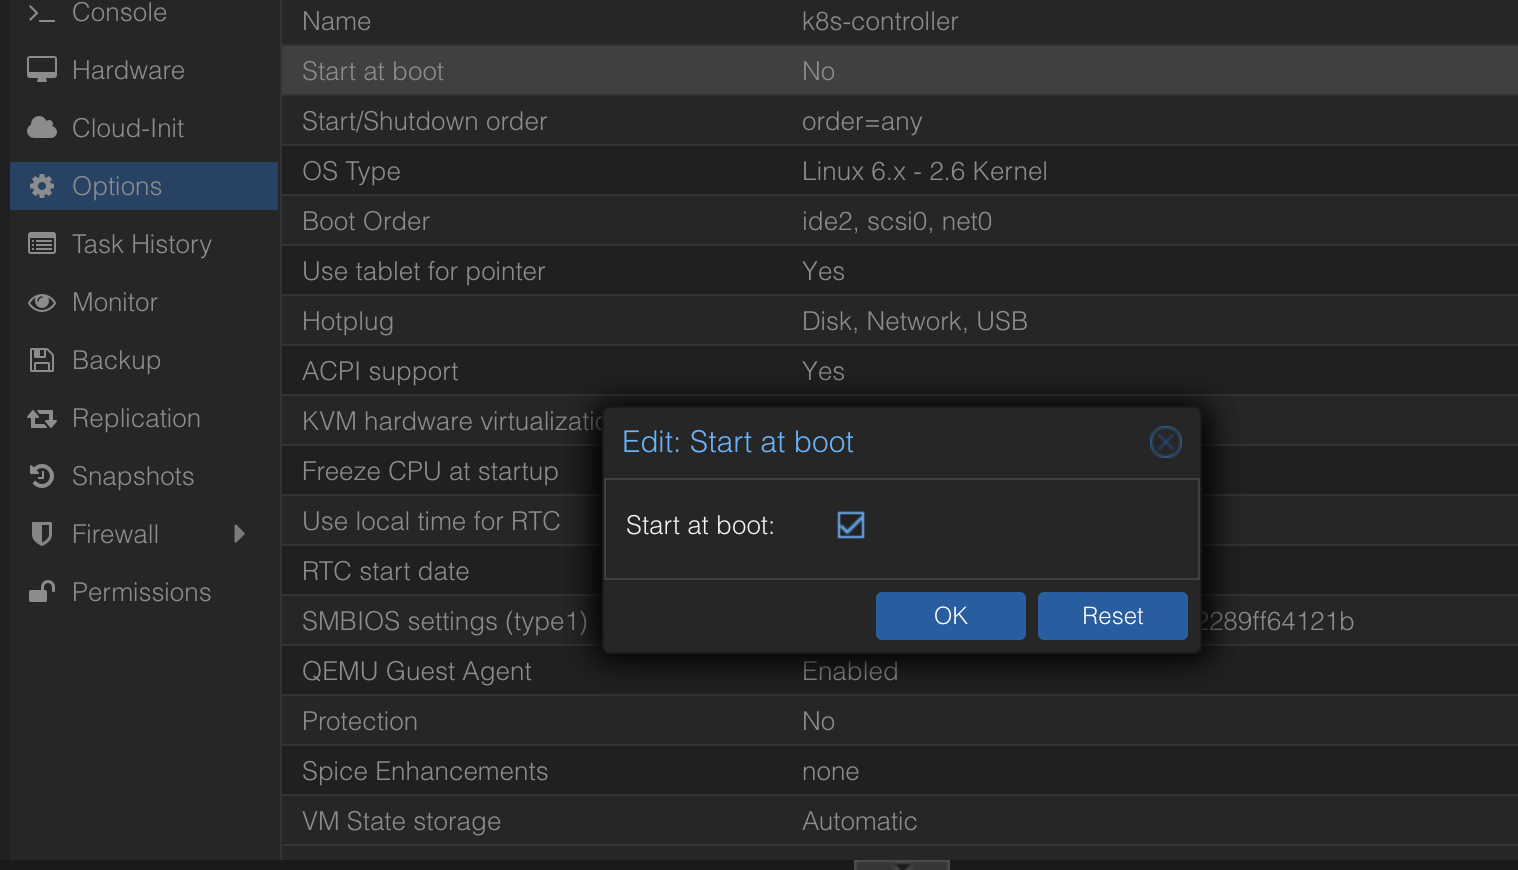 Console
Hardware
Cloud-Init
Options
Task History
Monitor
Backup
Replication
Snapshots
Firewall
Permissions
Name k8s-controller
Start at boot No
Start/Shutdown order order=any
OS Type Linux 6.x - 2.6 Kernel
Boot Order ide2, scsi0, net0
Use tablet for pointer Yes
Hotplug Disk, Network, USB
ACPI support Yes
KVM hardware
Freeze CPU at startup
Use local time for RTC
RTC start date
SMBIOS settings (type1) 2289ff64121b
QEMU Guest Agent Enabled
Protection No
Spice Enhancements none
VM State storage Automatic
Edit: Start at boot
Start at boot:
OK Reset